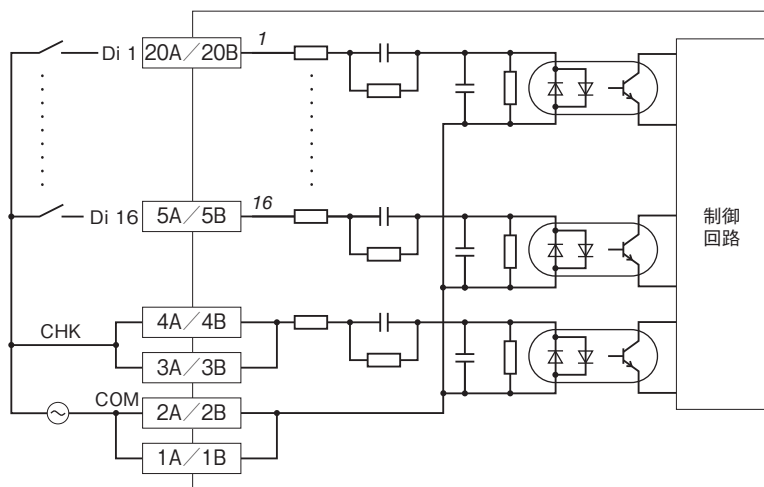 Di 1
20A／20B
1
Di 16
5A／5B
16
制御
回路
CHK
4A／4B
3A／3B
COM
2A／2B
1A／1B